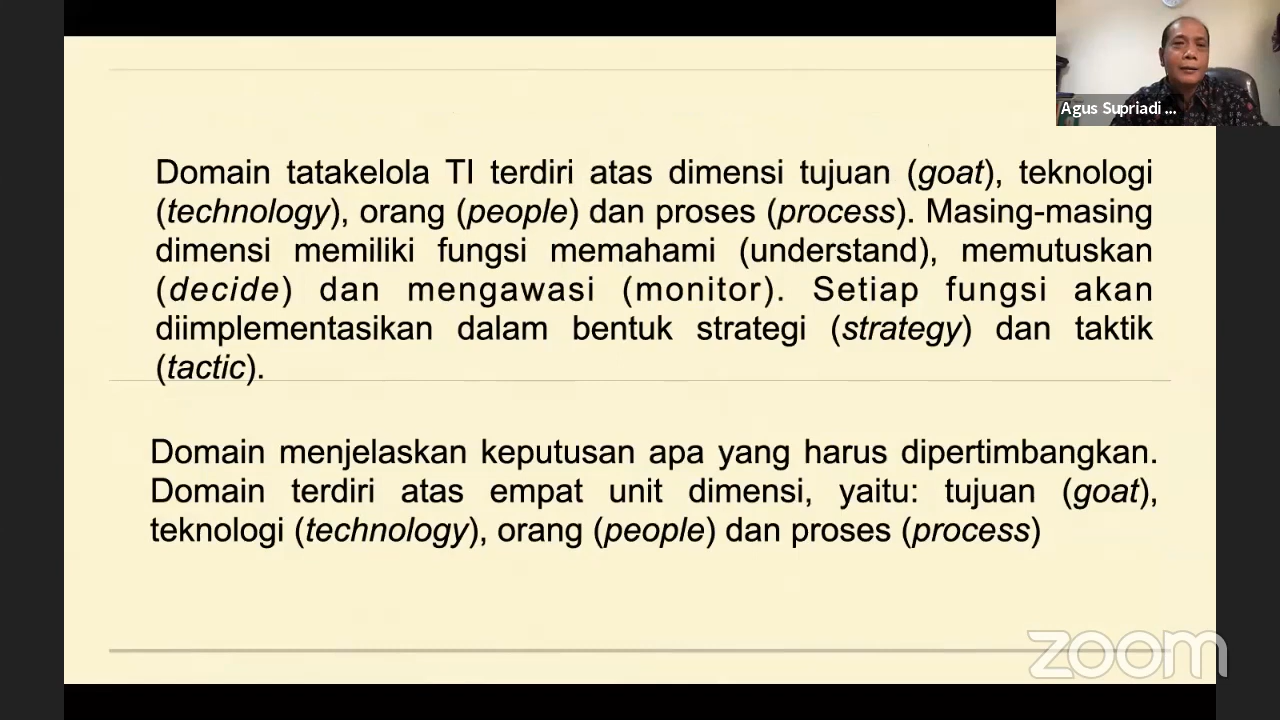 Agus Supriadi ...
Domain tatakelola TI terdiri atas dimensi tujuan (goat), teknologi
(technology), orang (people) dan proses (process). Masing-masing
dimensi memiliki fungsi memahami (understand), memutuskan
(decide) dan mengawasi (monitor). Setiap fungsi akan
diimplementasikan dalam bentuk strategi (strategy) dan taktik
(tactic).
Domain menjelaskan keputusan apa yang harus dipertimbangkan.
Domain terdiri atas empat unit dimensi, yaitu: tujuan (goat),
teknologi (technology), orang (people) dan proses (process)
zoom